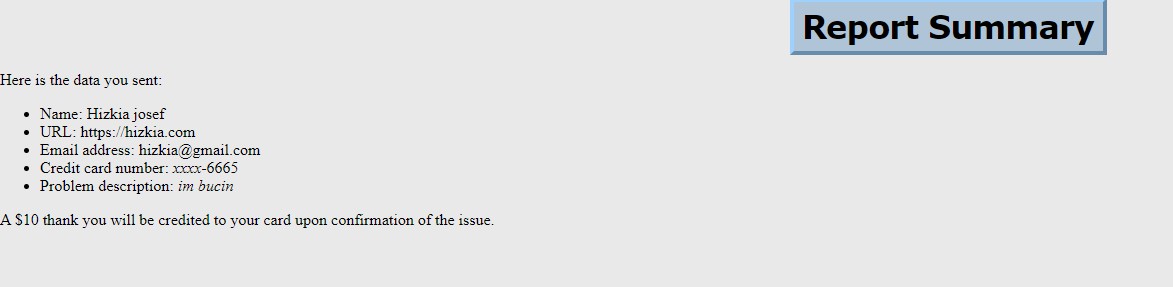 Report Summary
Here is the data you sent:
Name: Hizkia josef
URL: https://hizkia.com
Email address: hizkia@gmail.com
Credit card number: xxxx-6665
Problem description: im bucin
A $10 thank you will be credited to your card upon confirmation of the issue.